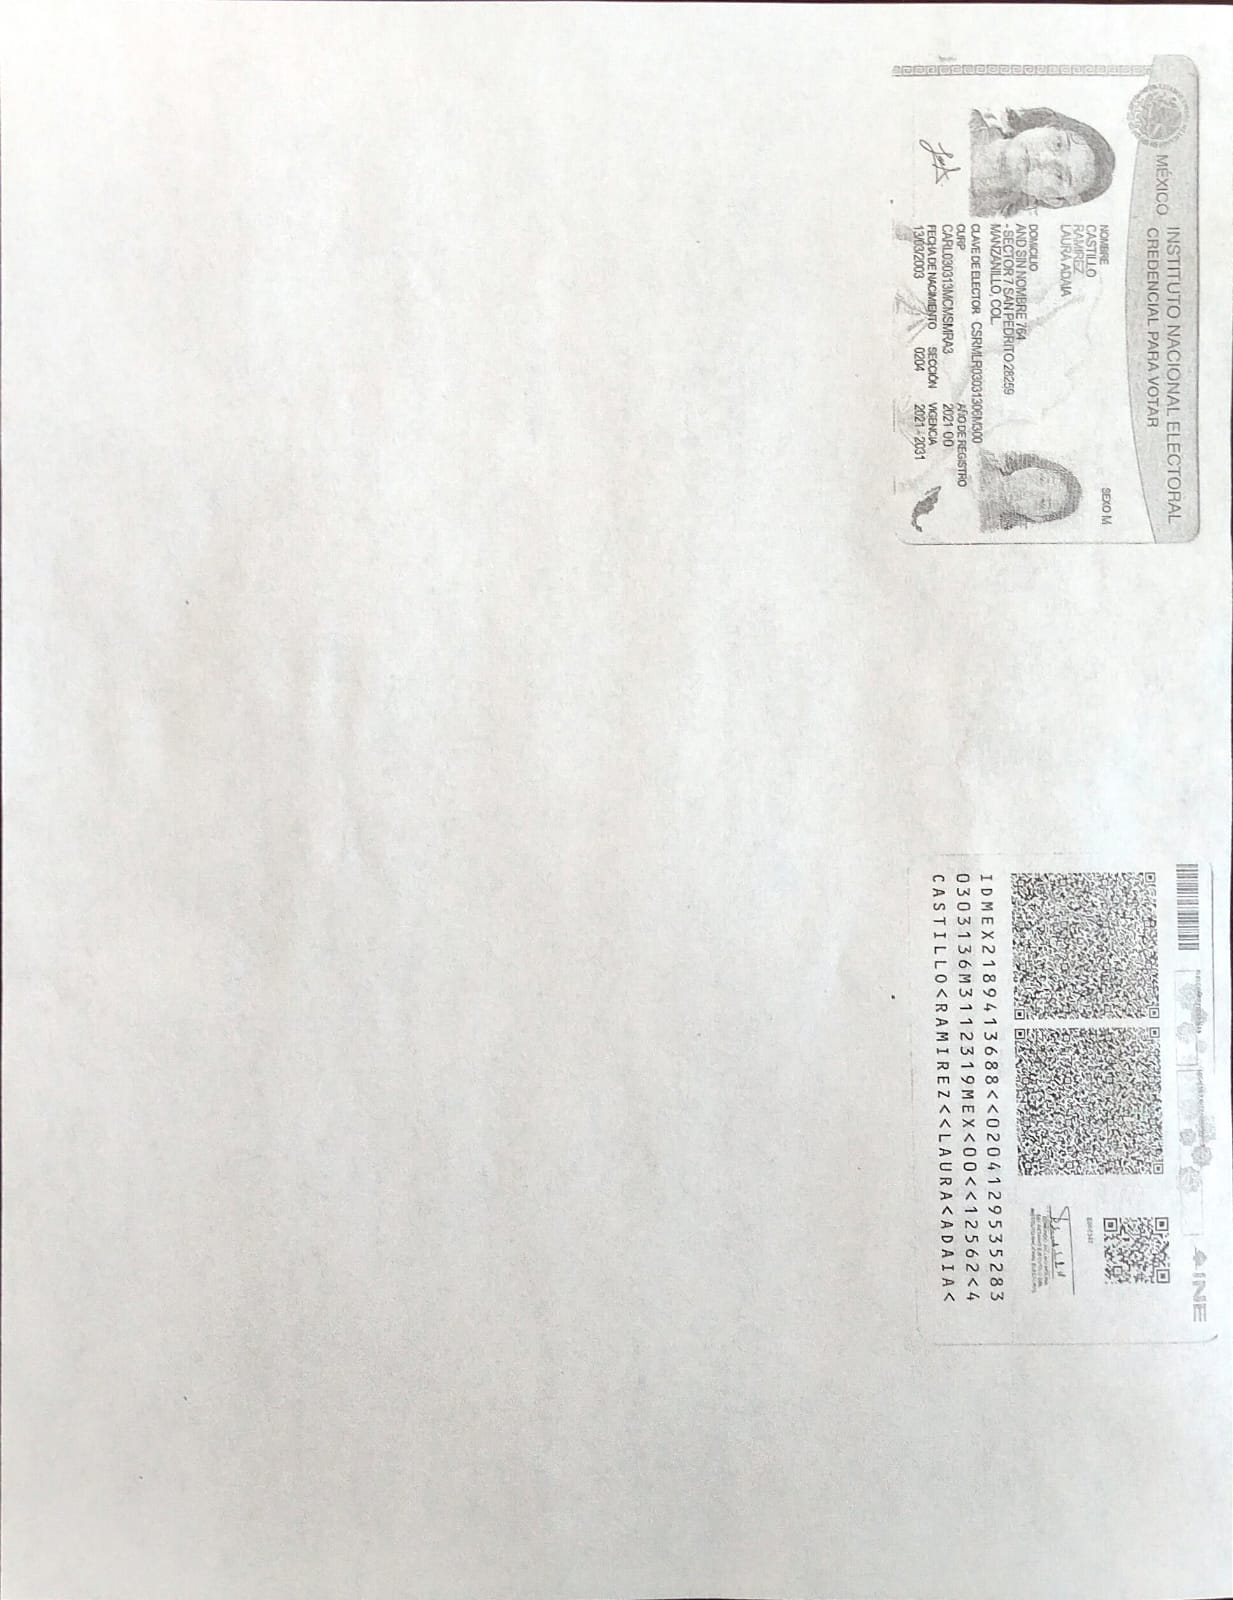 MÉXICO INSTITUTO NACIONAL ELECTORAL
CREDENCIAL PARA VOTAR
NOMBRE
CASTILLO
RAMIREZ
LAURA ADAIA
SEXO M
DOMICILIO
AND SIN NOMBRE 764
- SECTOR 7 SAN PEDRITO 28259
MANZANILLO, COL.
CLAVE DE ELECTOR CSRMLR03031306M300
CURP
CARL030313MCMSMRA3
AÑO DE REGISTRO
2021 00
FECHA DE NACIMIENTO
13/03/2003
SECCIÓN
0204
VIGENCIA
2021 - 2031
INE
IDMEX2189413688<<0204129535283
0303136M3112319MEX<00<<12562<4
CASTILLO<RAMIREZ<<LAURA<ADAIA<